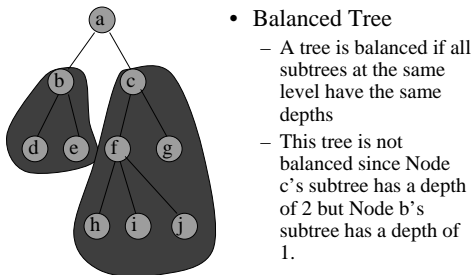 a
b
c
d
e
f
g
h
i
j
• Balanced Tree
– A tree is balanced if all
subtrees at the same
level have the same
depths
– This tree is not
balanced since Node
c's subtree has a depth
of 2 but Node b's
subtree has a depth of
1.